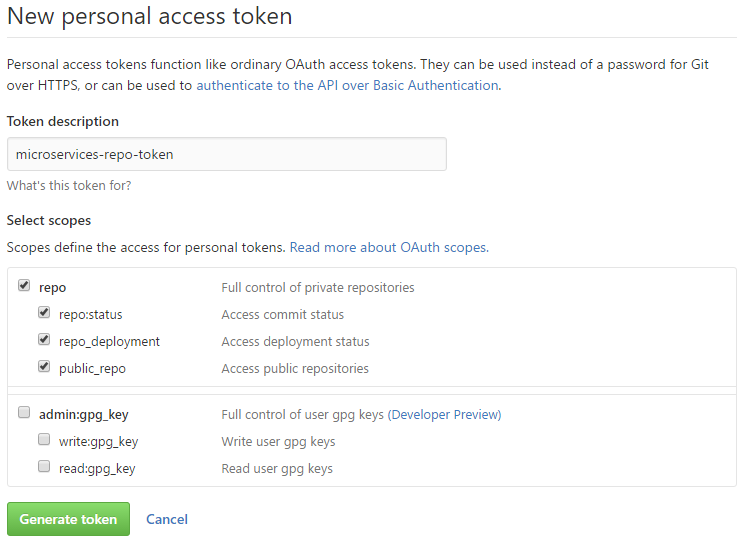 New personal access token
Personal access tokens function like ordinary OAuth access tokens. They can be used instead of a password for Git
over HTTPS, or can be used to authenticate to the API over Basic Authentication.
Token description
microservices-repo-token
What's this token for?
Select scopes
Scopes define the access for personal tokens. Read more about OAuth scopes.
repo Full control of private repositories
repo:status Access commit status
repo_deployment Access deployment status
public_repo Access public repositories
admin:gpg_key Full control of user gpg keys (Developer Preview)
write:gpg_key Write user gpg keys
read:gpg_key Read user gpg keys
Generate token Cancel